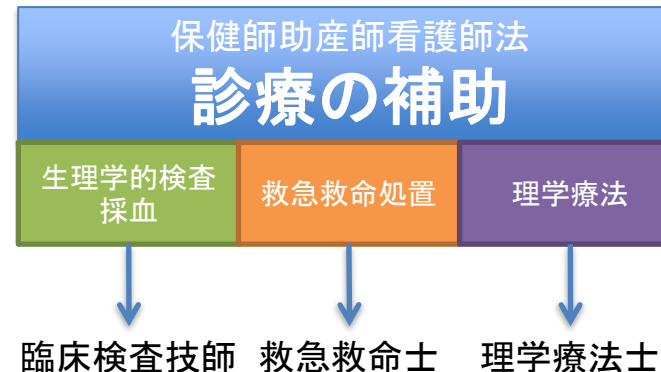 保健師助産師看護師法
診療の補助
生理学的検査
採血
救急救命処置
理学療法
臨床検査技師
救急救命士
理学療法士